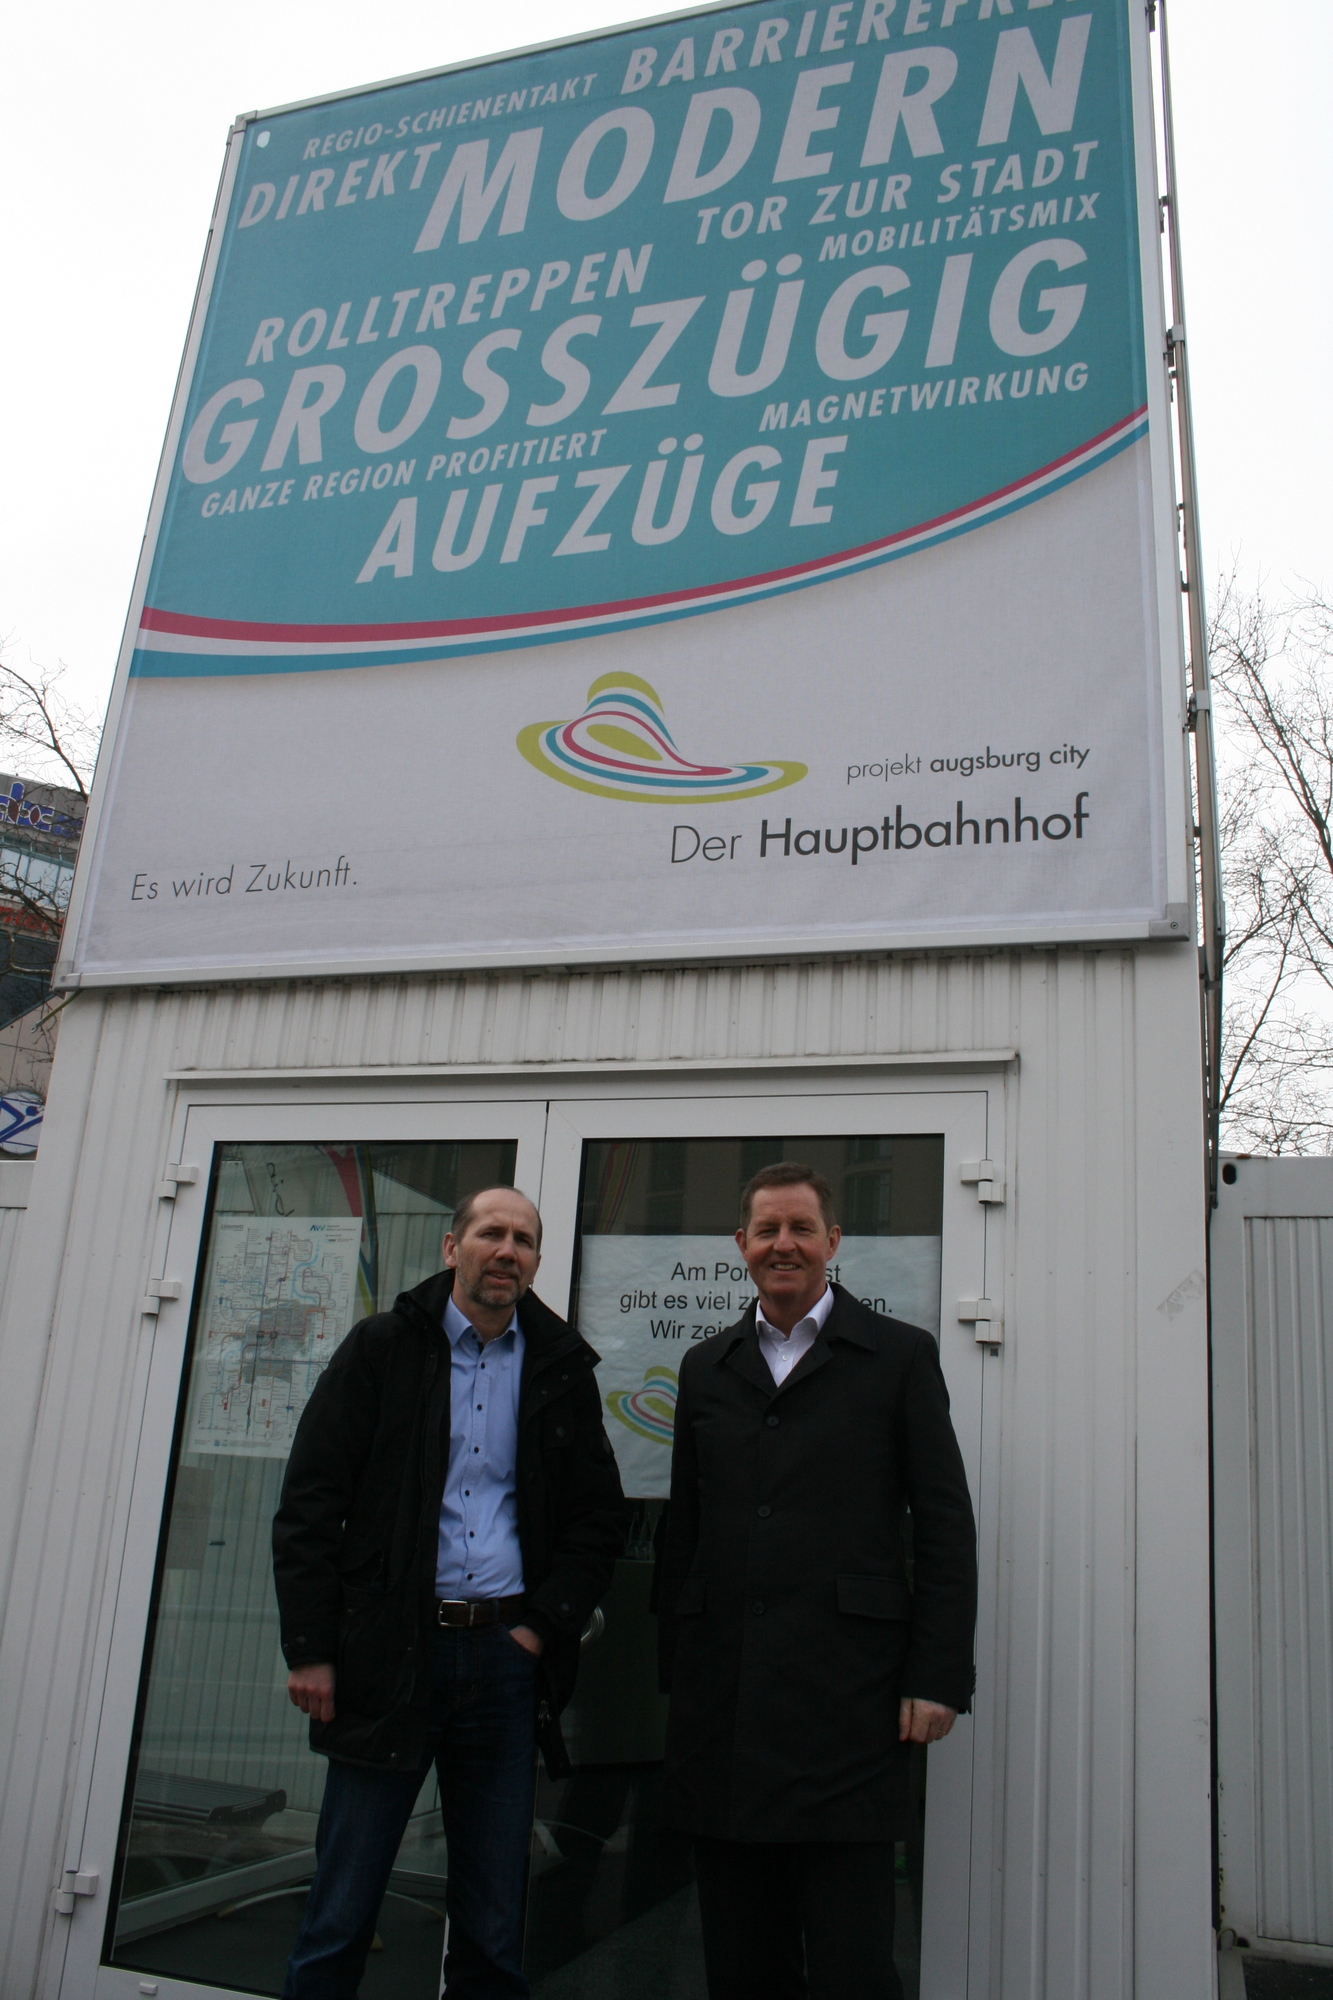 REGIO-SCHIENENTAKT
DIREKT
MODERN
TOR ZUR STADT
MOBILITÄTSMIX
ROLLTREPPEN
GROSSZÜGIG
MAGNETWIRKUNG
GANZE REGION PROFITIERT
AUFZÜGE
projekt augsburg city
Der Hauptbahnhof
Es wird Zukunft.
Am
gibt es viel
Wir